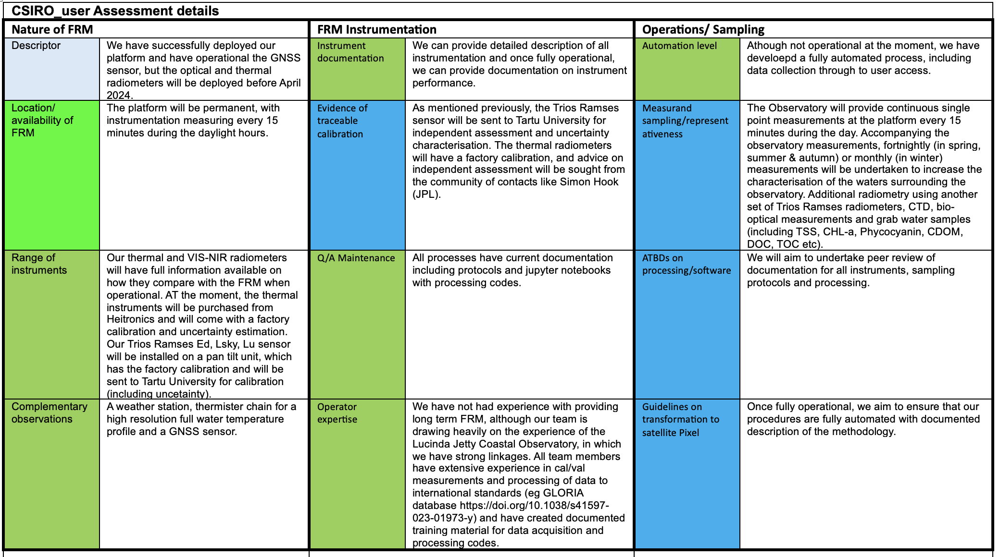 CSIRO_user Assessment details
Nature of FRM
Descriptor
We have successfully deployed our
platform and have operational the GNSS
sensor, but the optical and thermal
radiometers will be deployed before April
2024.
Location/
availability of
FRM
The platform will be permanent, with
instrumentation measuring every 15
minutes during the daylight hours.
Range of
instruments
Our thermal and VIS-NIR radiometers
will have full information available on
how they compare with the FRM when
operational. AT the moment, the thermal
instruments will be purchased from
Heitronics and will come with a factory
calibration and uncertainty estimation.
Our Trios Ramses Ed, Lsky, Lu sensor
will be installed on a pan tilt unit, which
has the factory calibration and will be
sent to Tartu University for calibration
(including uncetainty).
Complementary
observations
A weather station, thermister chain for a
high resolution full water temperature
profile and a GNSS sensor.
FRM Instrumentation
Instrument
documentation
We can provide detailed description of all
instrumentation and once fully operational,
we can provide documentation on instrument
performance.
Evidence of
traceable
calibration
As mentioned previously, the Trios Ramses
sensor will be sent to Tartu University for
independent assessment and uncertainty
characterisation. The thermal radiometers
will have a factory calibration, and advice on
independent assessment will be sought from
the community of contacts like Simon Hook
(JPL).
Q/A Maintenance
All processes have current documentation
including protocols and jupyter notebooks
with processing codes.
Operator
expertise
We have not had experience with providing
long term FRM, although our team is
drawing heavily on the experience of the
Lucinda Jetty Coastal Observatory, in which
we have strong linkages. All team members
have extensive experience in cal/val
measurements and processing of data to
international standards (eg GLORIA
database https://doi.org/10.1038/s41597-
023-01973-y) and have created documented
training material for data acquisition and
processing codes.
Operations/ Sampling
Automation level
Athough not operational at the moment, we have
develoepd a fully automated process, including
data collection through to user access.
Measurand
sampling/represent
ativeness
The Observatory will provide continuous single
point measurements at the platform every 15
minutes during the day. Accompanying the
observatory measurements, fortnightly (in spring,
summer & autumn) or monthly (in winter)
measurements will be undertaken to increase the
characterisation of the waters surrounding the
observatory. Additional radiometry using another
set of Trios Ramses radiometers, CTD, bio-
optical measurements and grab water samples
(including TSS, CHL-a, Phycocyanin, CDOM,
DOC, TOC etc).
ATBDs on
processing/software
We will aim to undertake peer review of
documentation for all instruments, sampling
protocols and processing.
Guidelines on
transformation to
satellite Pixel
Once fully operational, we aim to ensure that our
procedures are fully automated with documented
description of the methodology.